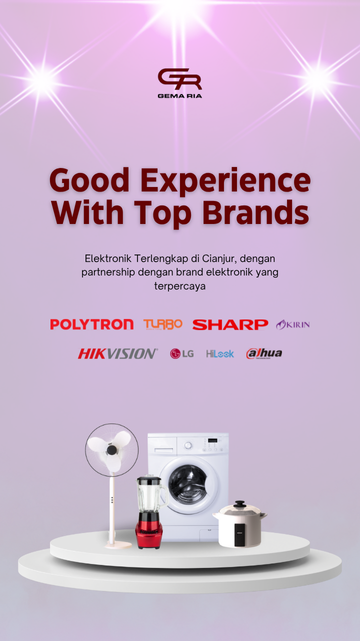 GR
GEMA RIA
Good Experience
With Top Brands
Elektronik Terlengkap di Cianjur, dengan
partnership dengan brand elektronik yang
terpercaya
POLYTRON TURBO SHARP KIRIN
HIKVISION LG HiLook alhua